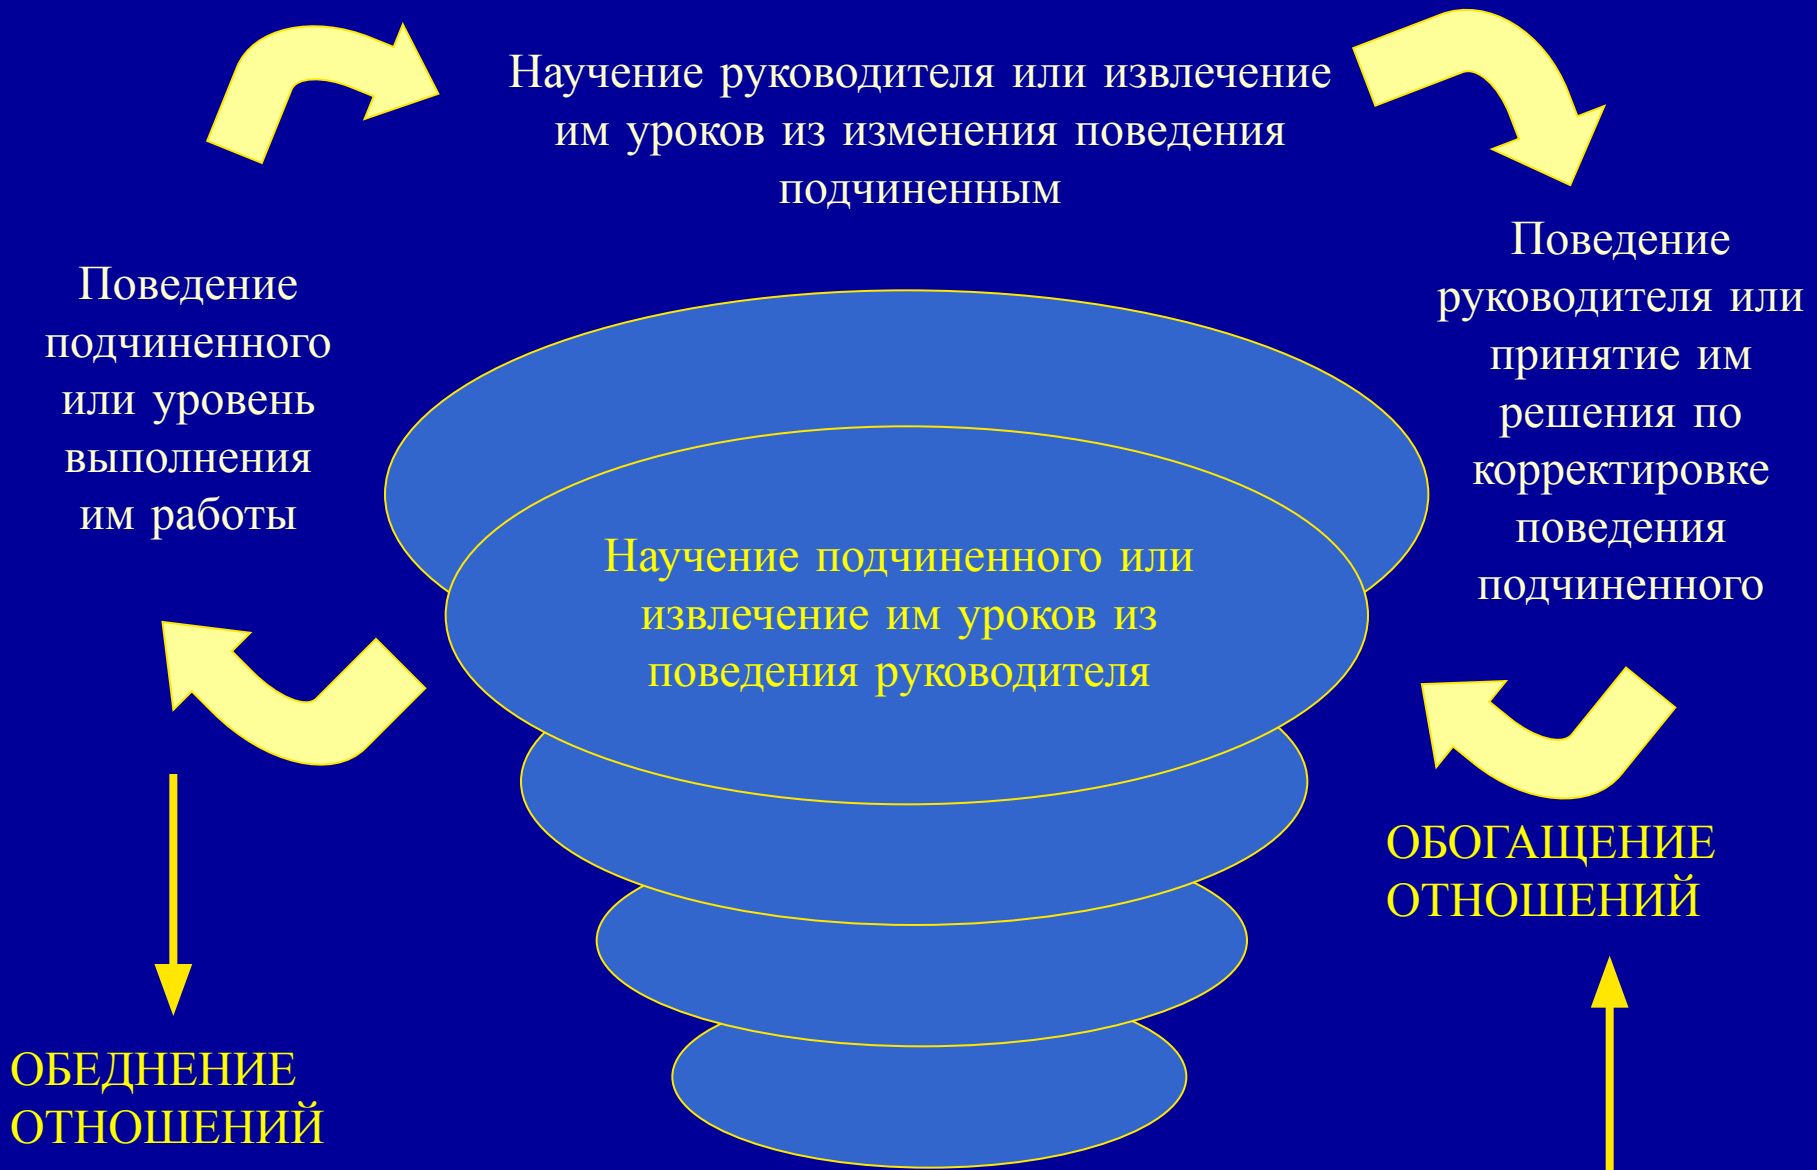 Научение руководителя или извлечение
им уроков из изменения поведения
подчиненным
Поведение
руководителя или
принятие им
решения по
корректировке
поведения
подчиненного
Поведение
подчиненного
или уровень
выполнения
им работы
Научение подчиненного или
извлечение им уроков из
поведения руководителя
ОБОГАЩЕНИЕ
ОТНОШЕНИЙ
ОБЕДНЕНИЕ
ОТНОШЕНИЙ